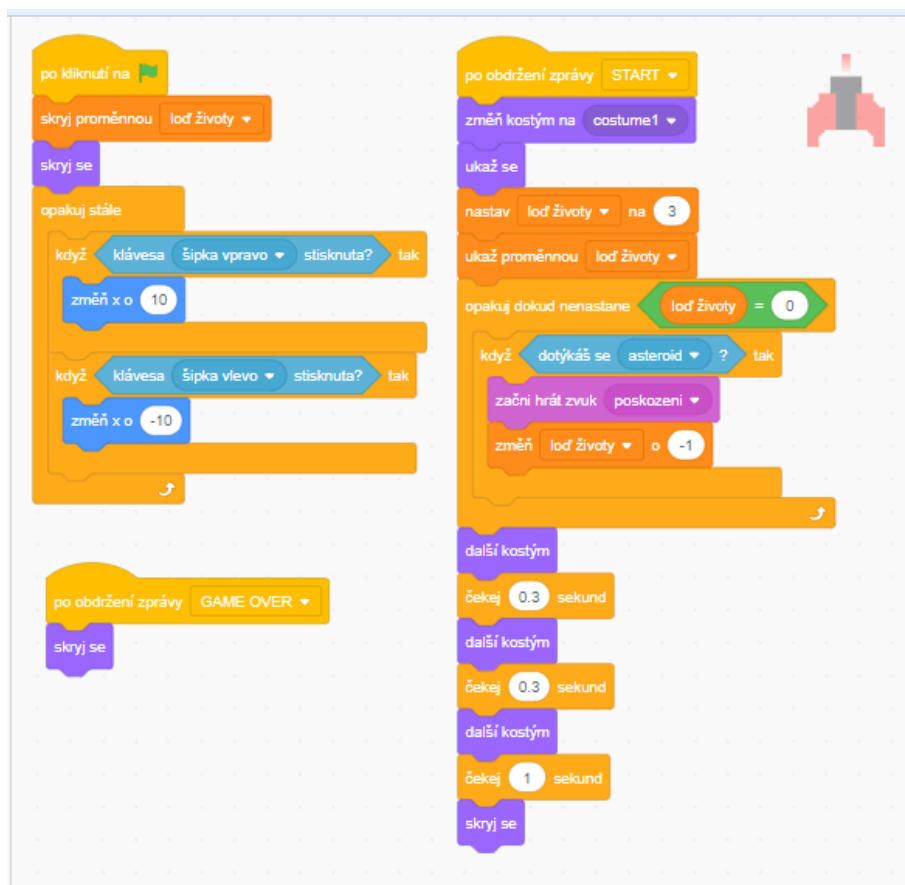 po kliknutí na
skryj proměnnou loď životy
skryj se
opakuj stále
když klávesa šipka vpravo stisknuta? tak
změň x o 10
když klávesa šipka vlevo stisknuta? tak
změň x o -10
po obdržení zprávy GAME OVER
skryj se
po obdržení zprávy START
změň kostým na costume1
ukaž se
nastav loď životy na 3
ukaž proměnnou loď životy
opakuj dokud nenastane loď životy = 0
když dotýkáš se asteroid ? tak
začni hrát zvuk poskozeni
změň loď životy o -1
další kostým
čekej 0.3 sekund
další kostým
čekej 0.3 sekund
další kostým
čekej 1 sekund
skryj se